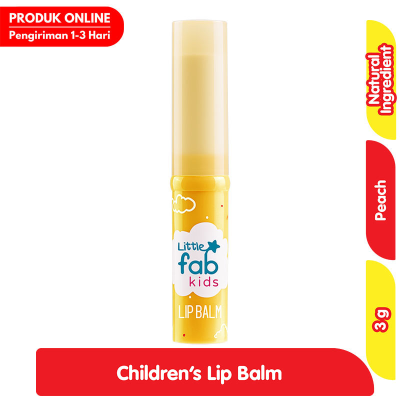 PRODUK ONLINE
Pengiriman 1-3 Hari
Natural
Ingredient
Peach
3g
Little
fab
kids
LIP BALM
Children's Lip Balm